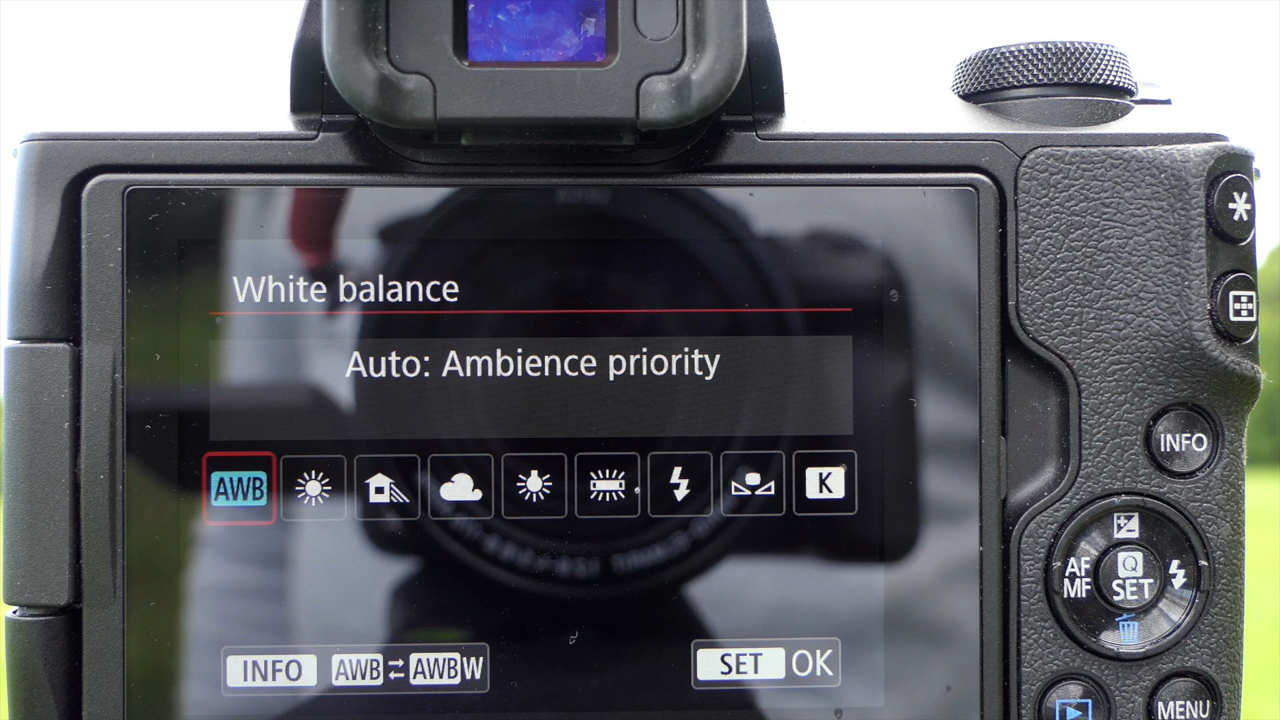 White balance
Auto: Ambience priority
AWB
K
INFO AWB AWBW
SET OK
INFO
AF
MF
Q
SET
MENU